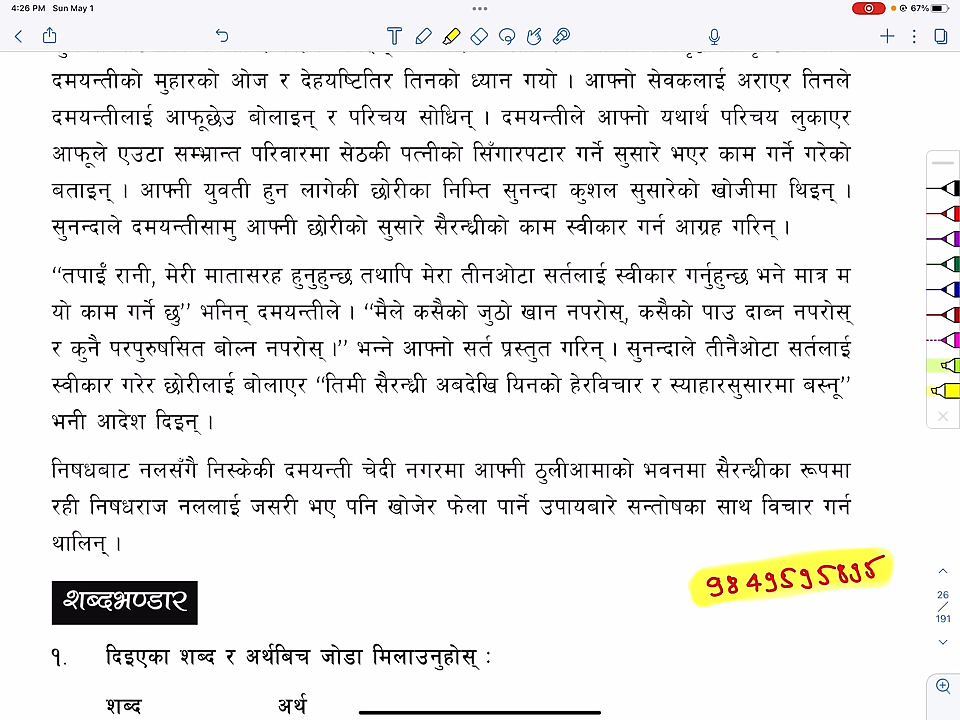 4:26 PM Sun May 1
67%
दमयन्तीको मुहारको ओज र देहयष्टितिर तिनको ध्यान गयो । आफ्नो सेवकलाई अराएर तिनले
दमयन्तीलाई आफूछेउ बोलाइन् र परिचय सोधिन् । दमयन्तीले आफ्नो यथार्थ परिचय लुकाएर
आफूले एउटा सम्भ्रान्त परिवारमा सेठकी पत्नीको सिँगारपटार गर्ने सुसारे भएर काम गर्ने गरेको
बताइन् । आफ्नी युवती हुन लागेकी छोरीका निम्ति सुनन्दा कुशल सुसारेको खोजीमा थिइन् ।
सुनन्दाले दमयन्तीसामु आफ्नी छोरीको सुसारे सैरन्ध्रीको काम स्वीकार गर्न आग्रह गरिन् ।
“तपाईँ रानी, मेरी मातासरह हुनुहुन्छ तथापि मेरा तीनओटा सर्तलाई स्वीकार गर्नुहुन्छ भने मात्र म
यो काम गर्ने छु” भनिन् दमयन्तीले । “मैले कसैको जुठो खान नपरोस्, कसैको पाउ दाब्न नपरोस्
र कुनै परपुरुषसित बोल्न नपरोस् ।” भन्ने आफ्नो सर्त प्रस्तुत गरिन् । सुनन्दाले तीनैओटा सर्तलाई
स्वीकार गरेर छोरीलाई बोलाएर “तिमी सैरन्ध्री अबदेखि यिनको हेरविचार र स्याहारसुसारमा बस्नू”
भनी आदेश दिइन् ।
निषधबाट नलसँगै निस्केकी दमयन्ती चेदी नगरमा आफ्नी ठुलीआमाको भवनमा सैरन्ध्रीका रूपमा
रही निषधराज नललाई जसरी भए पनि खोजेर फेला पार्ने उपायबारे सन्तोषका साथ विचार गर्न
थालिन् ।
9849595895
शब्दभण्डार
26
/
191
१. दिइएका शब्द र अर्थबिच जोडा मिलाउनुहोस् :
शब्द अर्थ